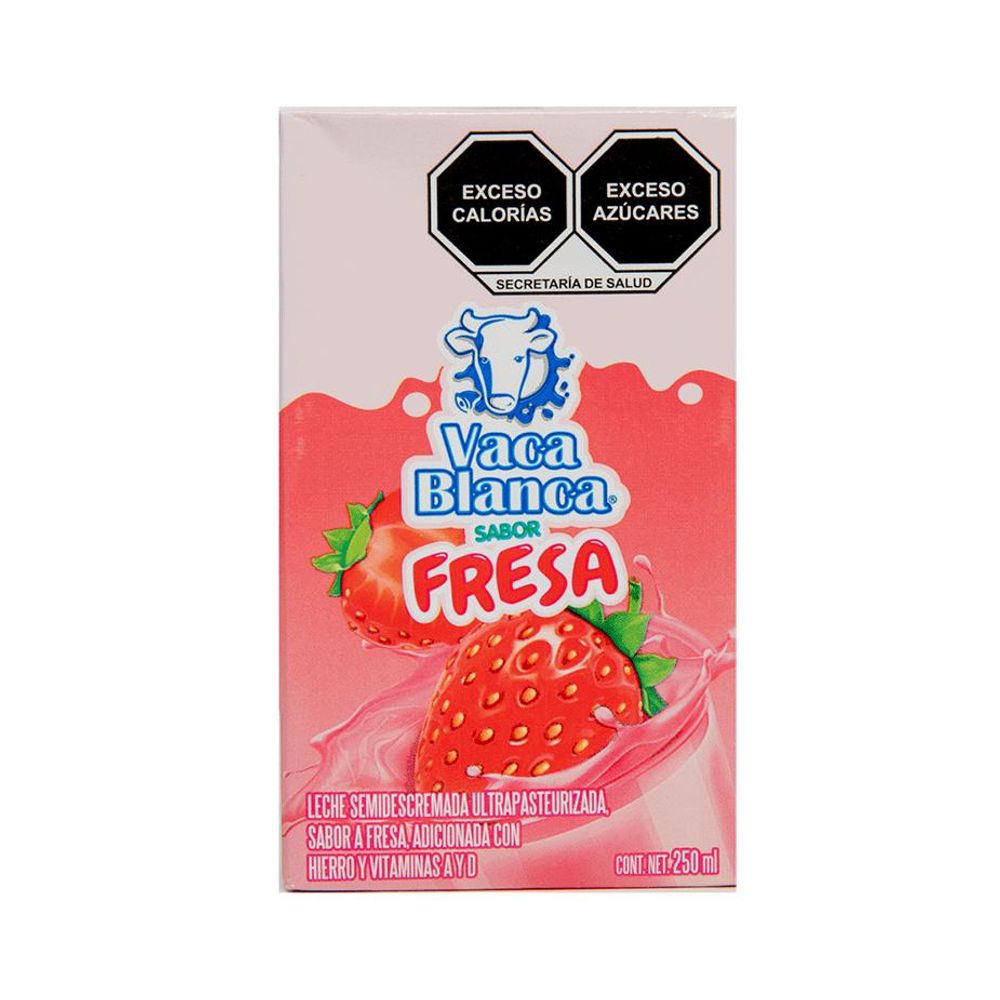 EXCESO
CALORÍAS
EXCESO
AZÚCARES
SECRETARÍA DE SALUD
Vaca
Blanca®
SABOR
FRESA
LECHE SEMIDESCREMADA ULTRAPASTEURIZADA,
SABOR A FRESA, ADICIONADA CON
HIERRO Y VITAMINAS A Y D
CONT. NET. 250 ml